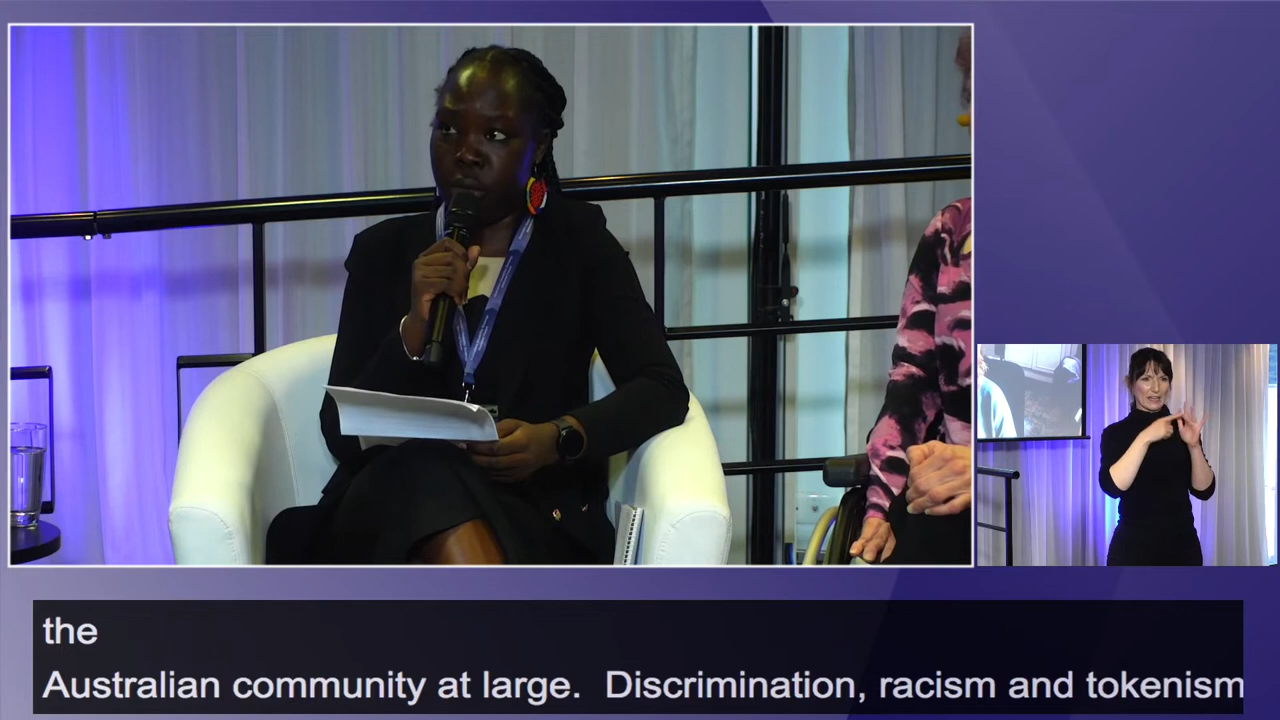 the
Australian community at large.  Discrimination, racism and tokenism